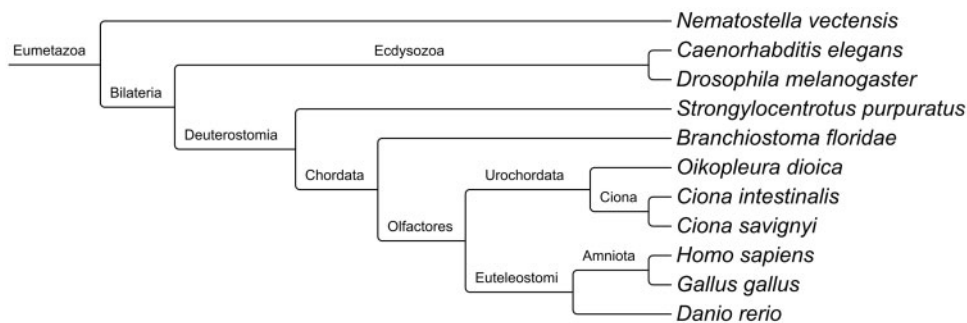 Nematostella vectensis
Eumetazoa
Ecdysozoa
Caenorhabditis elegans
Drosophila melanogaster
Bilateria
Strongylocentrotus purpuratus
Deuterostomia
Branchiostoma floridae
Oikopleura dioica
Urochordata
Chordata
Ciona
Ciona intestinalis
Ciona savignyi
Olfactores
Homo sapiens
Amniota
Euteleostomi
Gallus gallus
Danio rerio